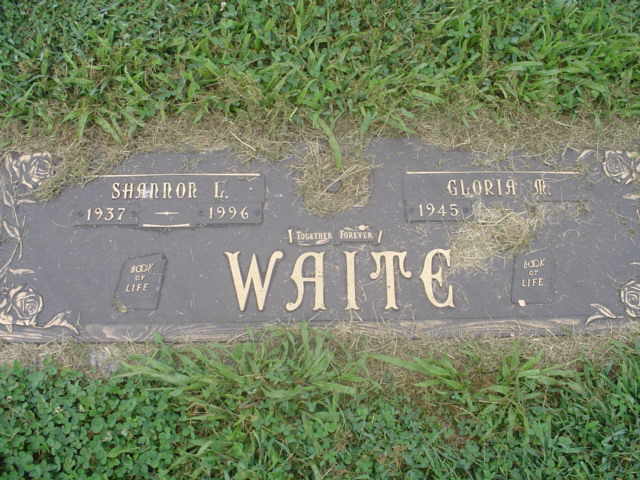 SHANNON L.
1937 1996
GLORIA M.
1945
TOGETHER FOREVER
BOOK
OF
LIFE
WAITE
BOOK
OF
LIFE